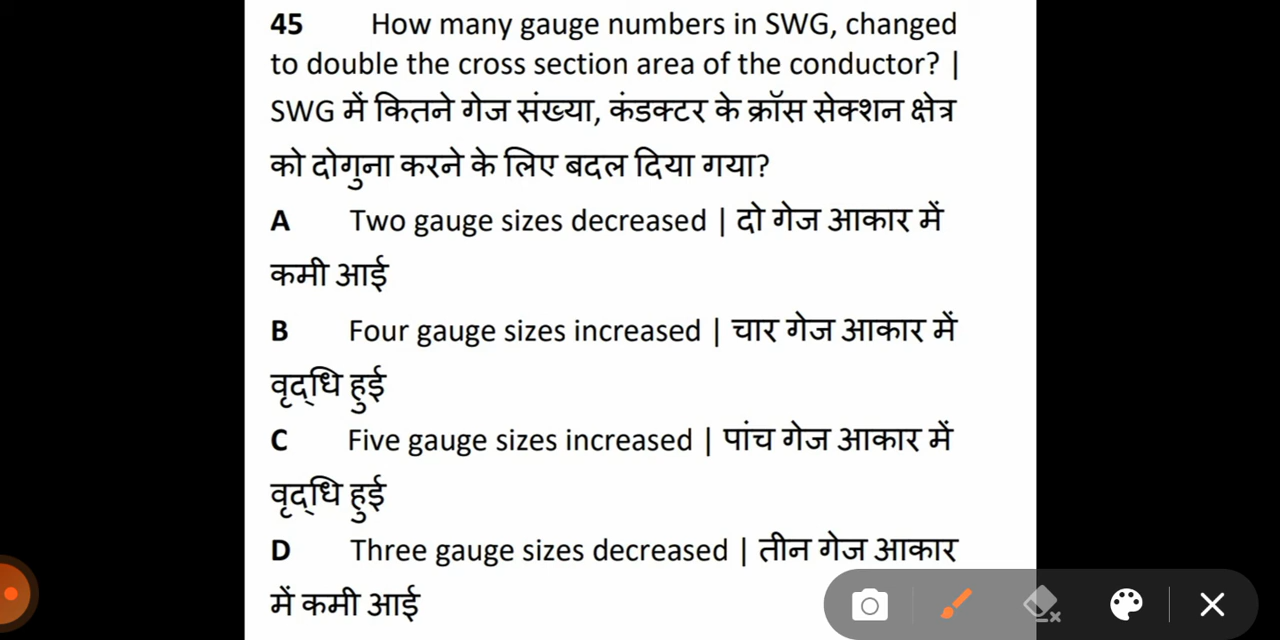 45 How many gauge numbers in SWG, changed
to double the cross section area of the conductor? |
SWG में कितने गेज संख्या, कंडक्टर के क्रॉस सेक्शन क्षेत्र
को दोगुना करने के लिए बदल दिया गया?
A Two gauge sizes decreased | दो गेज आकार में
कमी आई
B Four gauge sizes increased | चार गेज आकार में
वृद्धि हुई
C Five gauge sizes increased | पांच गेज आकार में
वृद्धि हुई
D Three gauge sizes decreased | तीन गेज आकार
में कमी आई